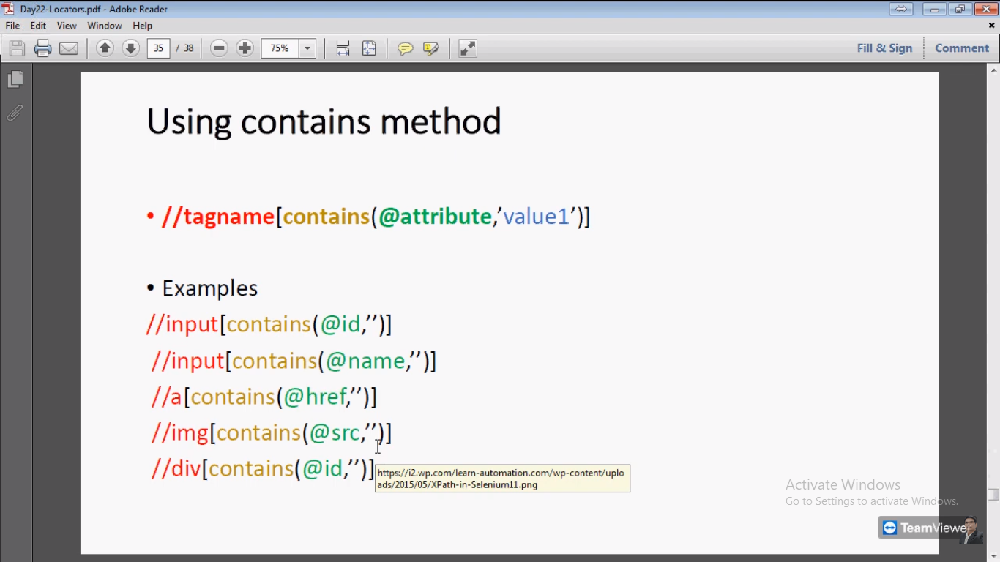 Day22-Locators.pdf - Adobe Reader
File Edit View Window Help
35 / 38 75% Fill & Sign Comment
Using contains method
• //tagname[contains(@attribute,’value1’)]
• Examples
//input[contains(@id,’’)]
//input[contains(@name,’’)]
//a[contains(@href,’’)]
//img[contains(@src,’’)]
//div[contains(@id,’’)]
https://i2.wp.com/learn-automation.com/wp-content/uplo
ads/2015/05/XPath-in-Selenium11.png
Activate Windows
Go to Settings to activate Windows.
TeamViewe